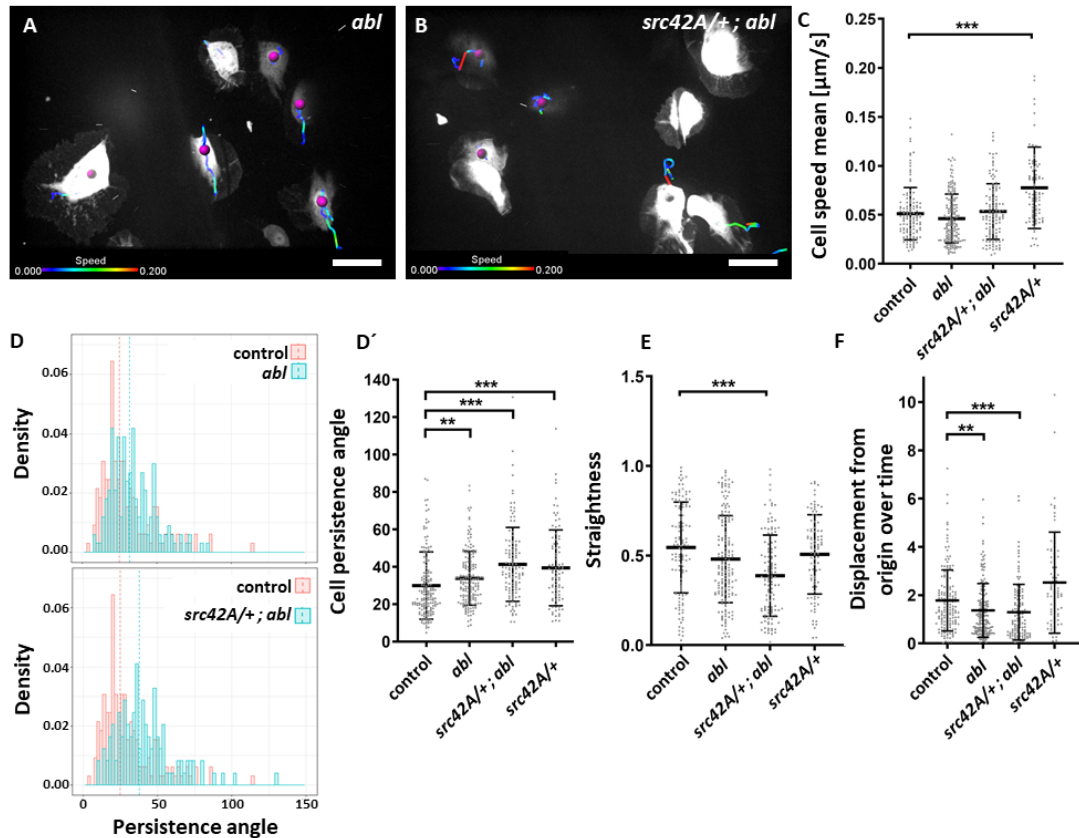 A
abl
Speed
0.000
0.200
B
src42A/+ ; abl
Speed
0.000
0.200
C
Cell speed mean [µm/s]
0.25
0.20
0.15
0.10
0.05
0.00
***
control
abl
src42A/+ ; abl
src42A/+
D
control
abl
Density
0.06
0.04
0.02
0.00
control
src42A/+ ; abl
Density
0.06
0.04
0.02
0.00
0
50
100
150
Persistence angle
D´
Cell persistence angle
140
120
100
80
60
40
20
0
***
***
**
control
abl
src42A/+ ; abl
src42A/+
E
Straightness
1.5
1.0
0.5
0.0
***
control
abl
src42A/+ ; abl
src42A/+
F
Displacement from
origin over time
10
8
6
4
2
0
***
**
control
abl
src42A/+ ; abl
src42A/+